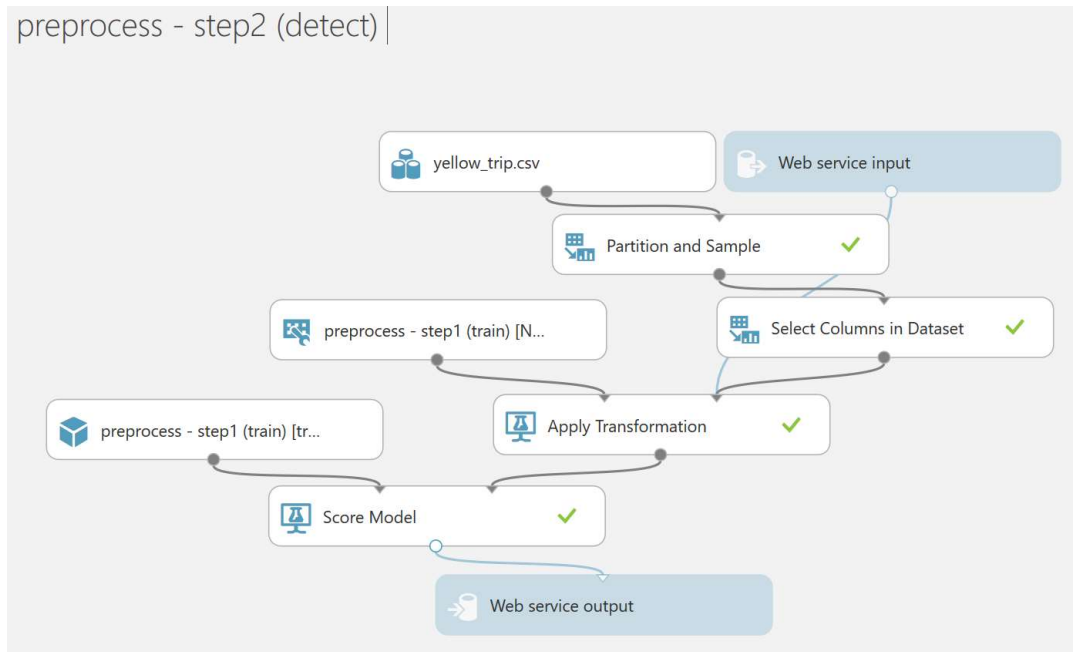 preprocess - step2 (detect)
yellow_trip.csv
Web service input
Partition and Sample
preprocess - step1 (train) [N...
Select Columns in Dataset
preprocess - step1 (train) [tr...
Apply Transformation
Score Model
Web service output